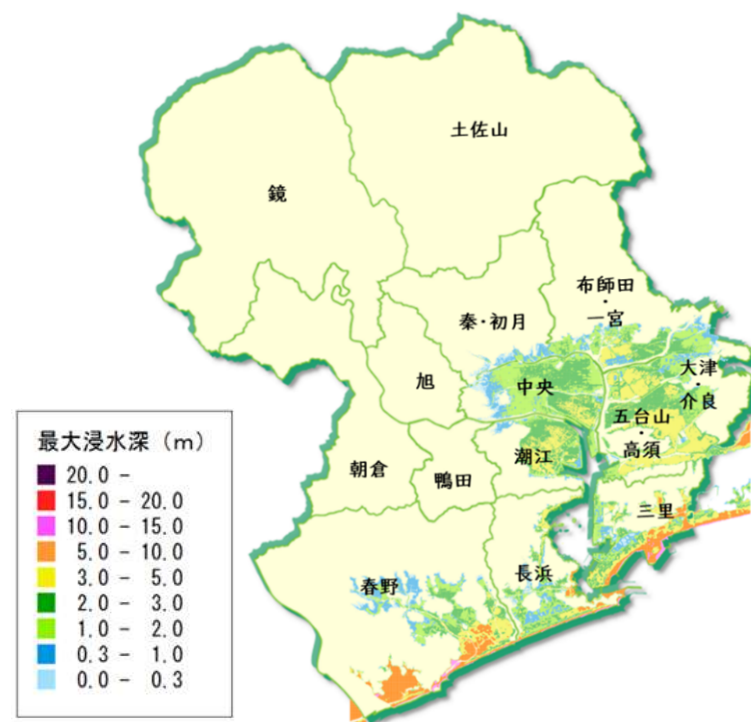 土佐山
鏡
布師田
・
一宮
秦・初月
大津
・
介良
旭
中央
五台山
・
高須
朝倉
鴨田
潮江
三里
春野
長浜
最大浸水深（m）
20.0 -
15.0 - 20.0
10.0 - 15.0
5.0 - 10.0
3.0 - 5.0
2.0 - 3.0
1.0 - 2.0
0.3 - 1.0
0.0 - 0.3